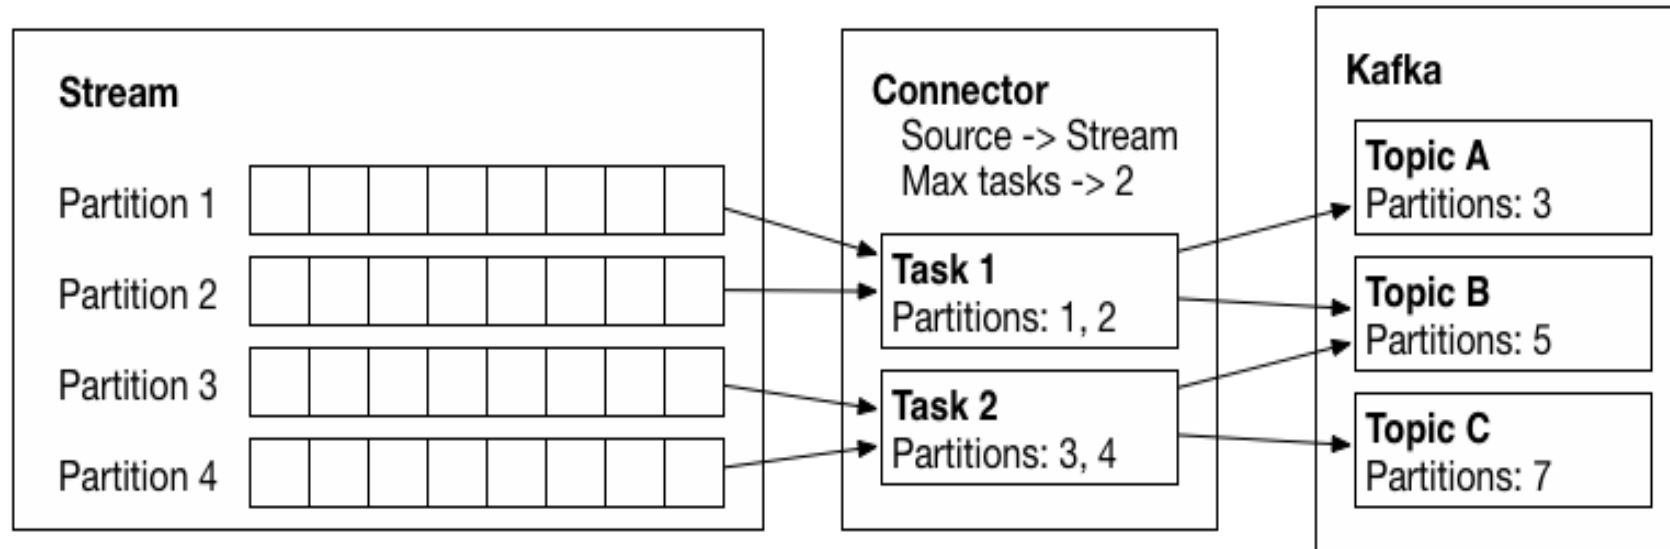 Stream
Partition 1
Partition 2
Partition 3
Partition 4
Connector
Source -> Stream
Max tasks -> 2
Task 1
Partitions: 1, 2
Task 2
Partitions: 3, 4
Kafka
Topic A
Partitions: 3
Topic B
Partitions: 5
Topic C
Partitions: 7